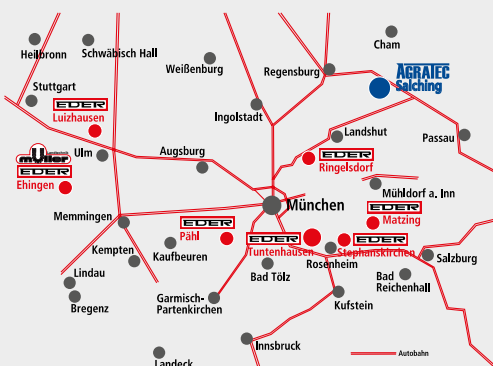 Cham
Heilbronn
Schwäbisch Hall
Weißenburg
Regensburg
AGRATEC
Salching
Stuttgart
EDER
Luizhausen
Ingolstadt
Landshut
Passau
Landtechnik
müller
EDER
Ehingen
Ulm
Augsburg
EDER
Ringelsdorf
Mühldorf a. Inn
München
EDER
Matzing
Memmingen
EDER
Pähl
EDER
Tuntenhausen
EDER
Stephanskirchen
Kempten
Kaufbeuren
Rosenheim
Salzburg
Lindau
Bad Tölz
Bad
Reichenhall
Bregenz
Garmisch-
Partenkirchen
Kufstein
Innsbruck
Landeck
Autobahn